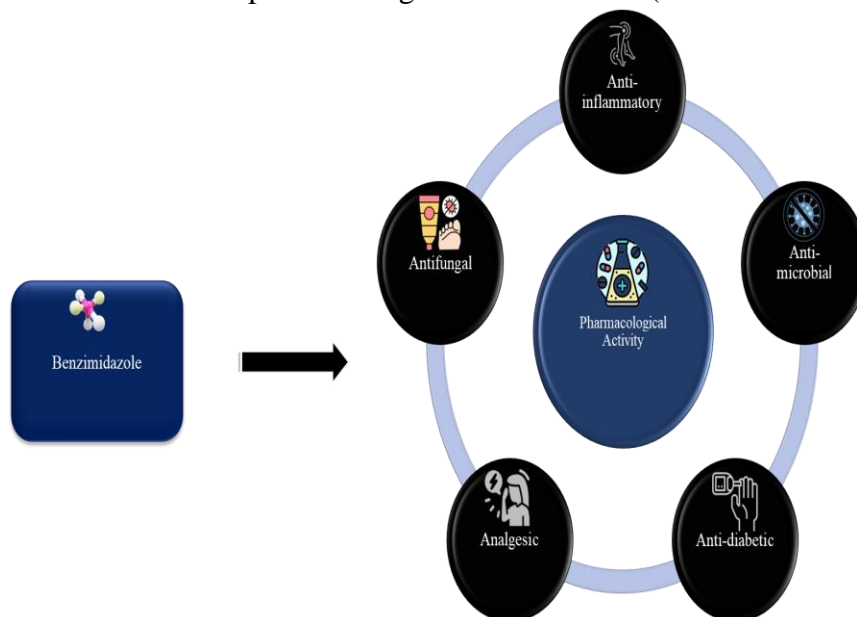 Anti-
inflammatory
Antifungal
Anti-
microbial
Pharmacological
Activity
Benzimidazole
Analgesic
Anti-diabetic